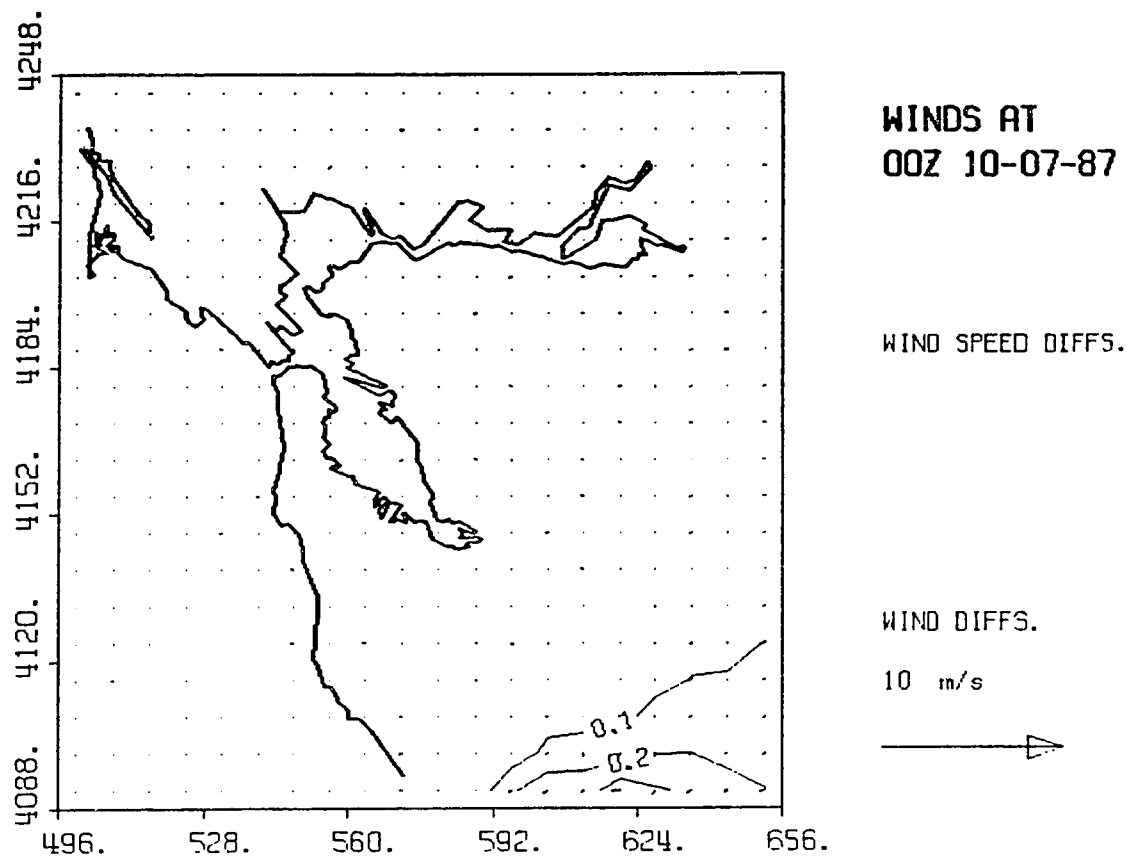 4248.
4216.
4184.
4152.
4120.
4088.
496. 528. 560. 592. 624. 656.
0.1
0.2
WINDS AT
00Z 10-07-87
WIND SPEED DIFFS.
WIND DIFFS.
10 m/s